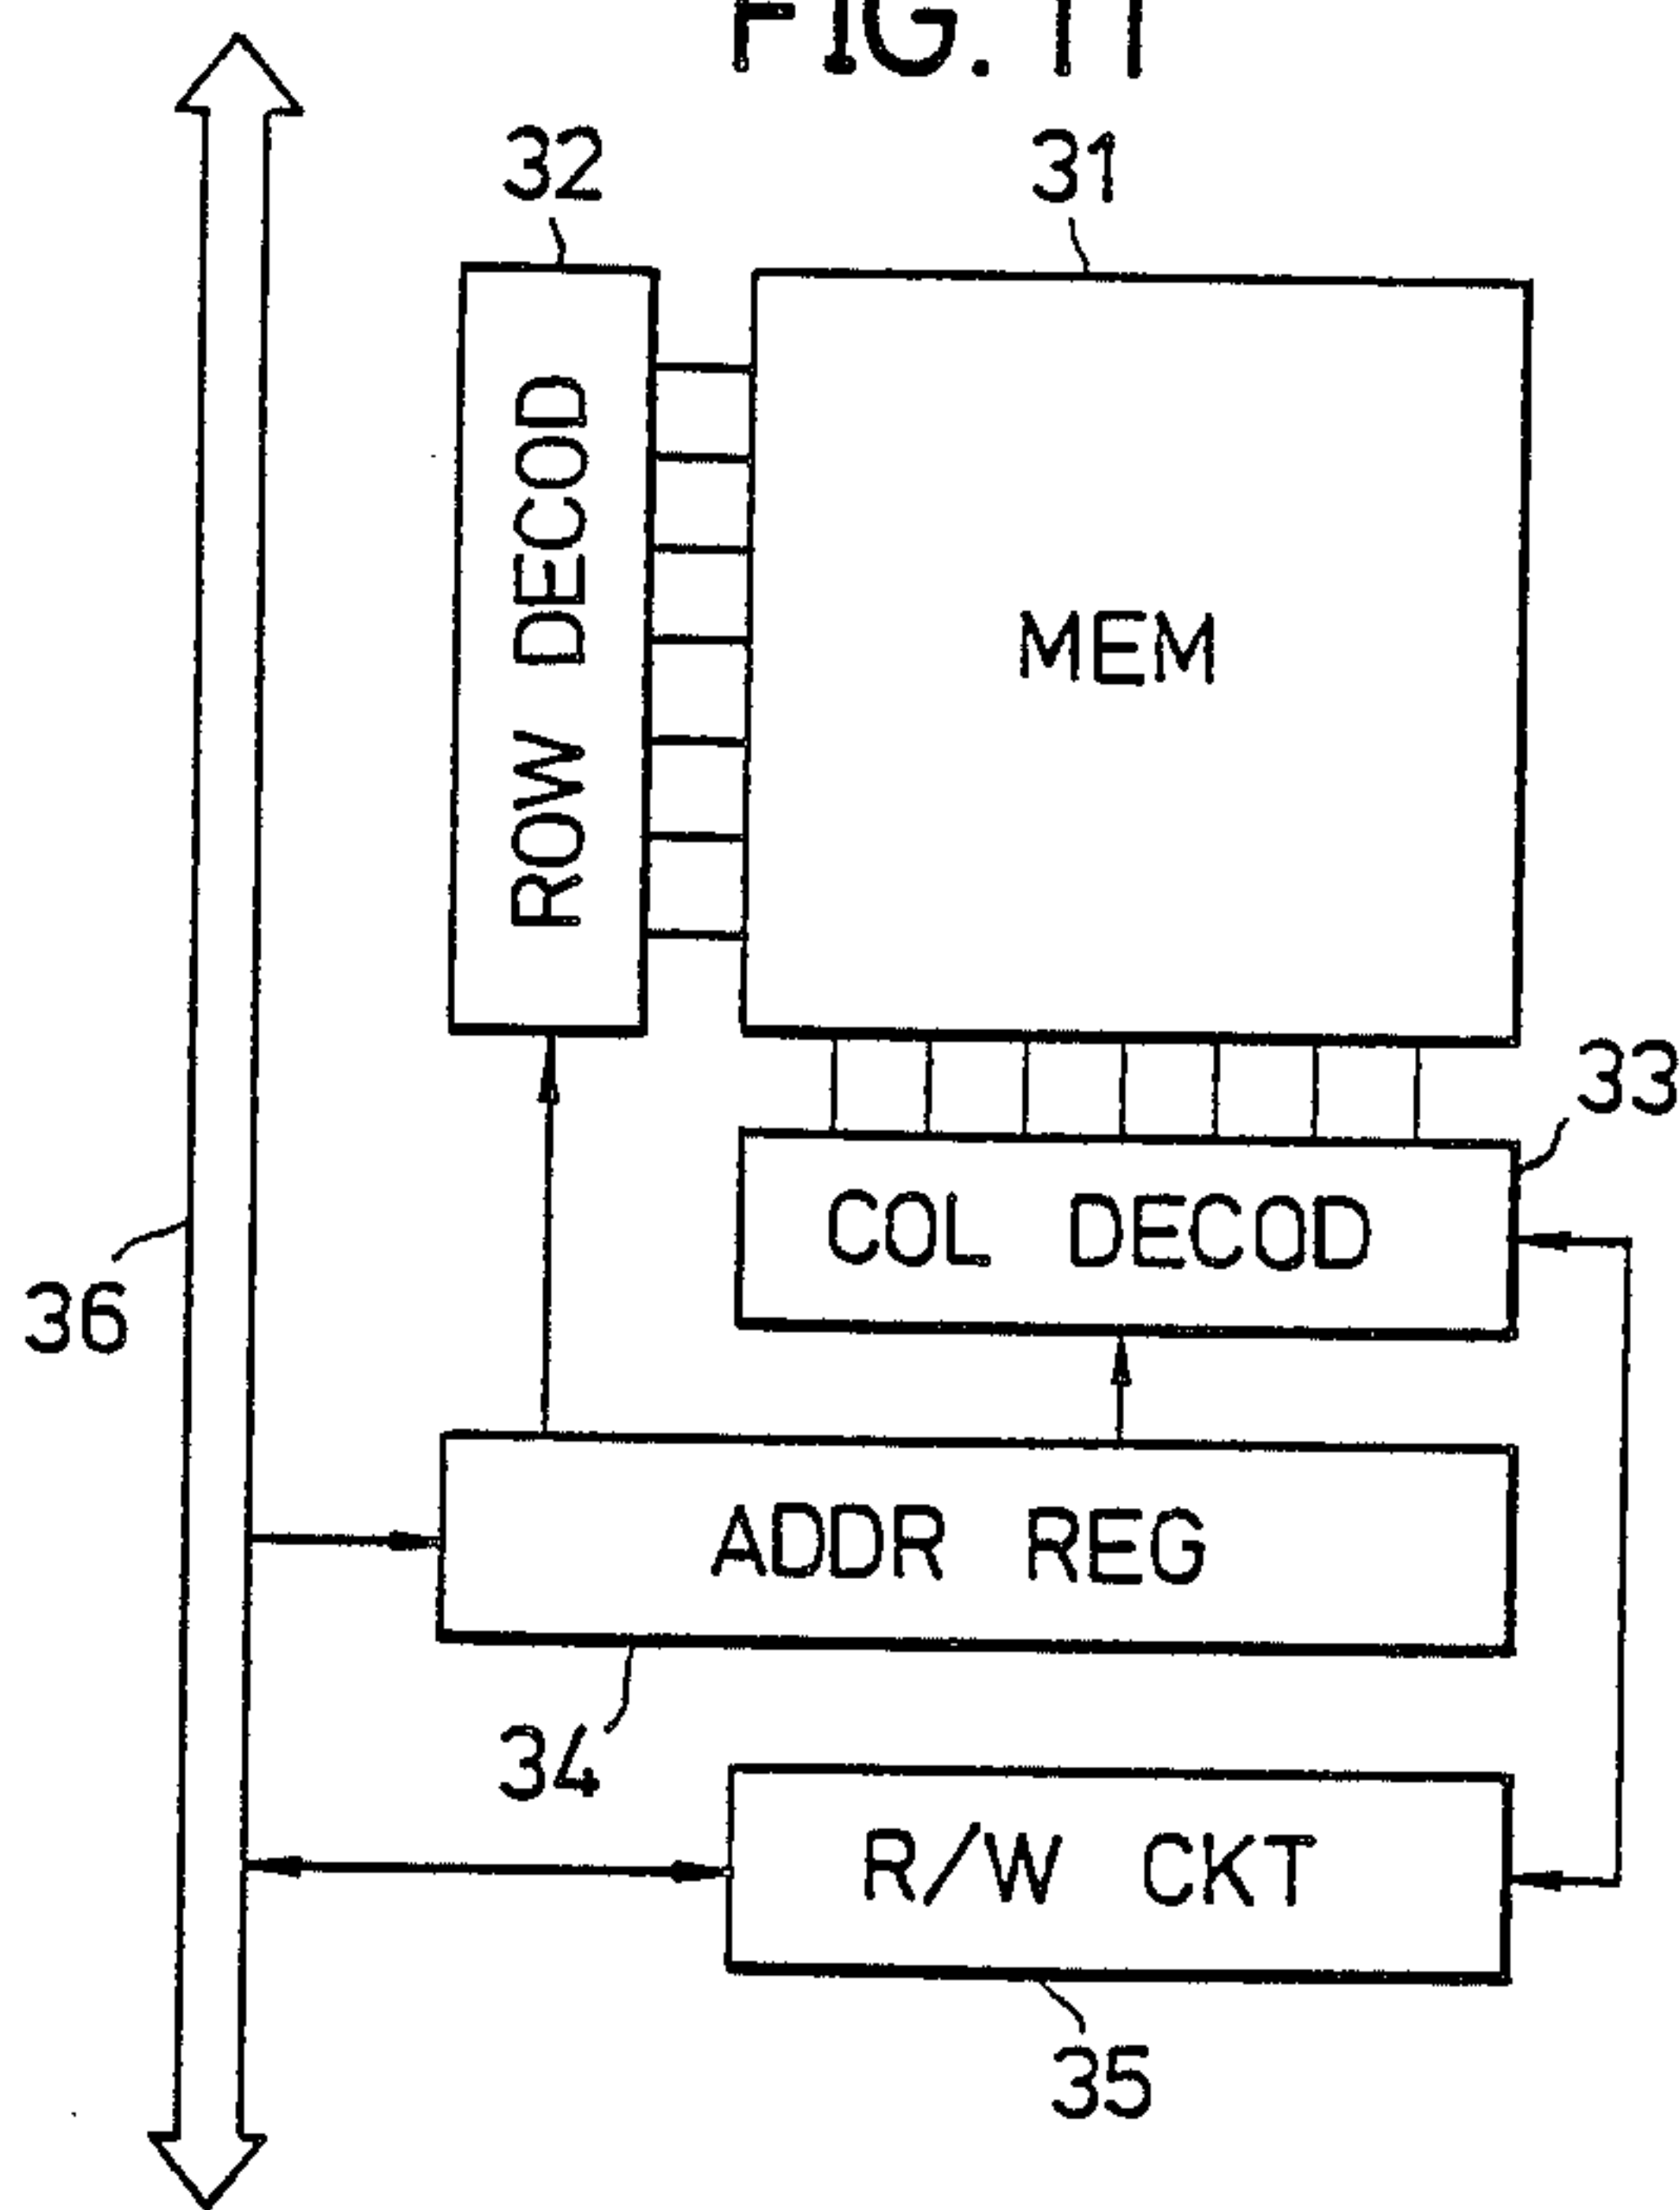 FIG. 11
32
31
ROW DECOD
MEM
33
COL DECOD
36
ADDR REG
34
R/W CKT
35